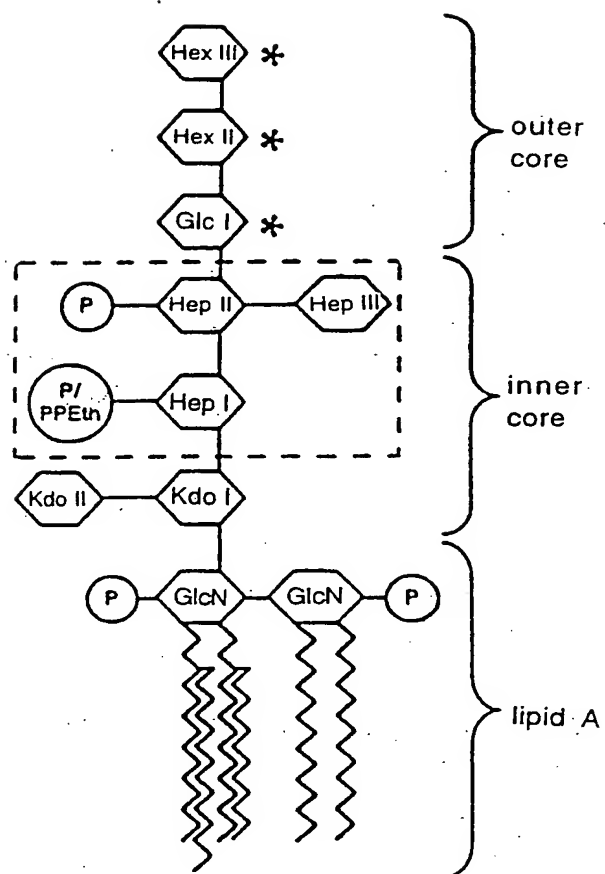 Hex III *
Hex II *
outer
core
Glc I *
P Hep II Hep III
P/
PPEth
Hep I
inner
core
Kdo II Kdo I
P GlcN GlcN P
lipid A